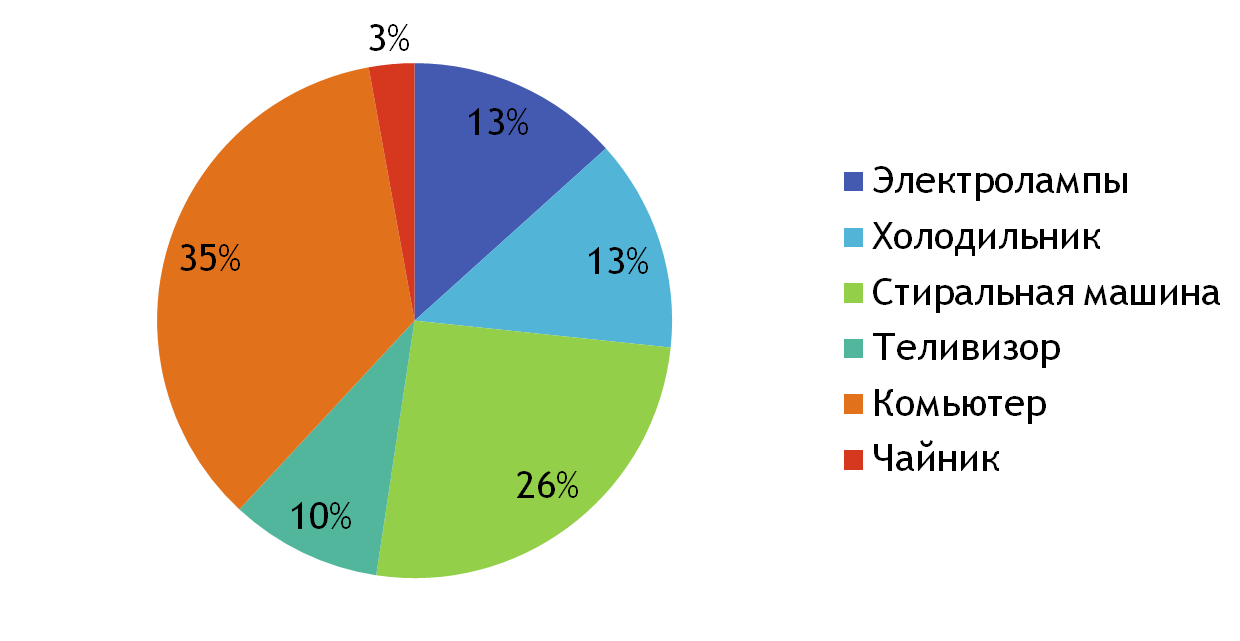 3%
13%
13%
35%
26%
10%
Электролампы
Холодильник
Стиральная машина
Теливизор
Комьютер
Чайник